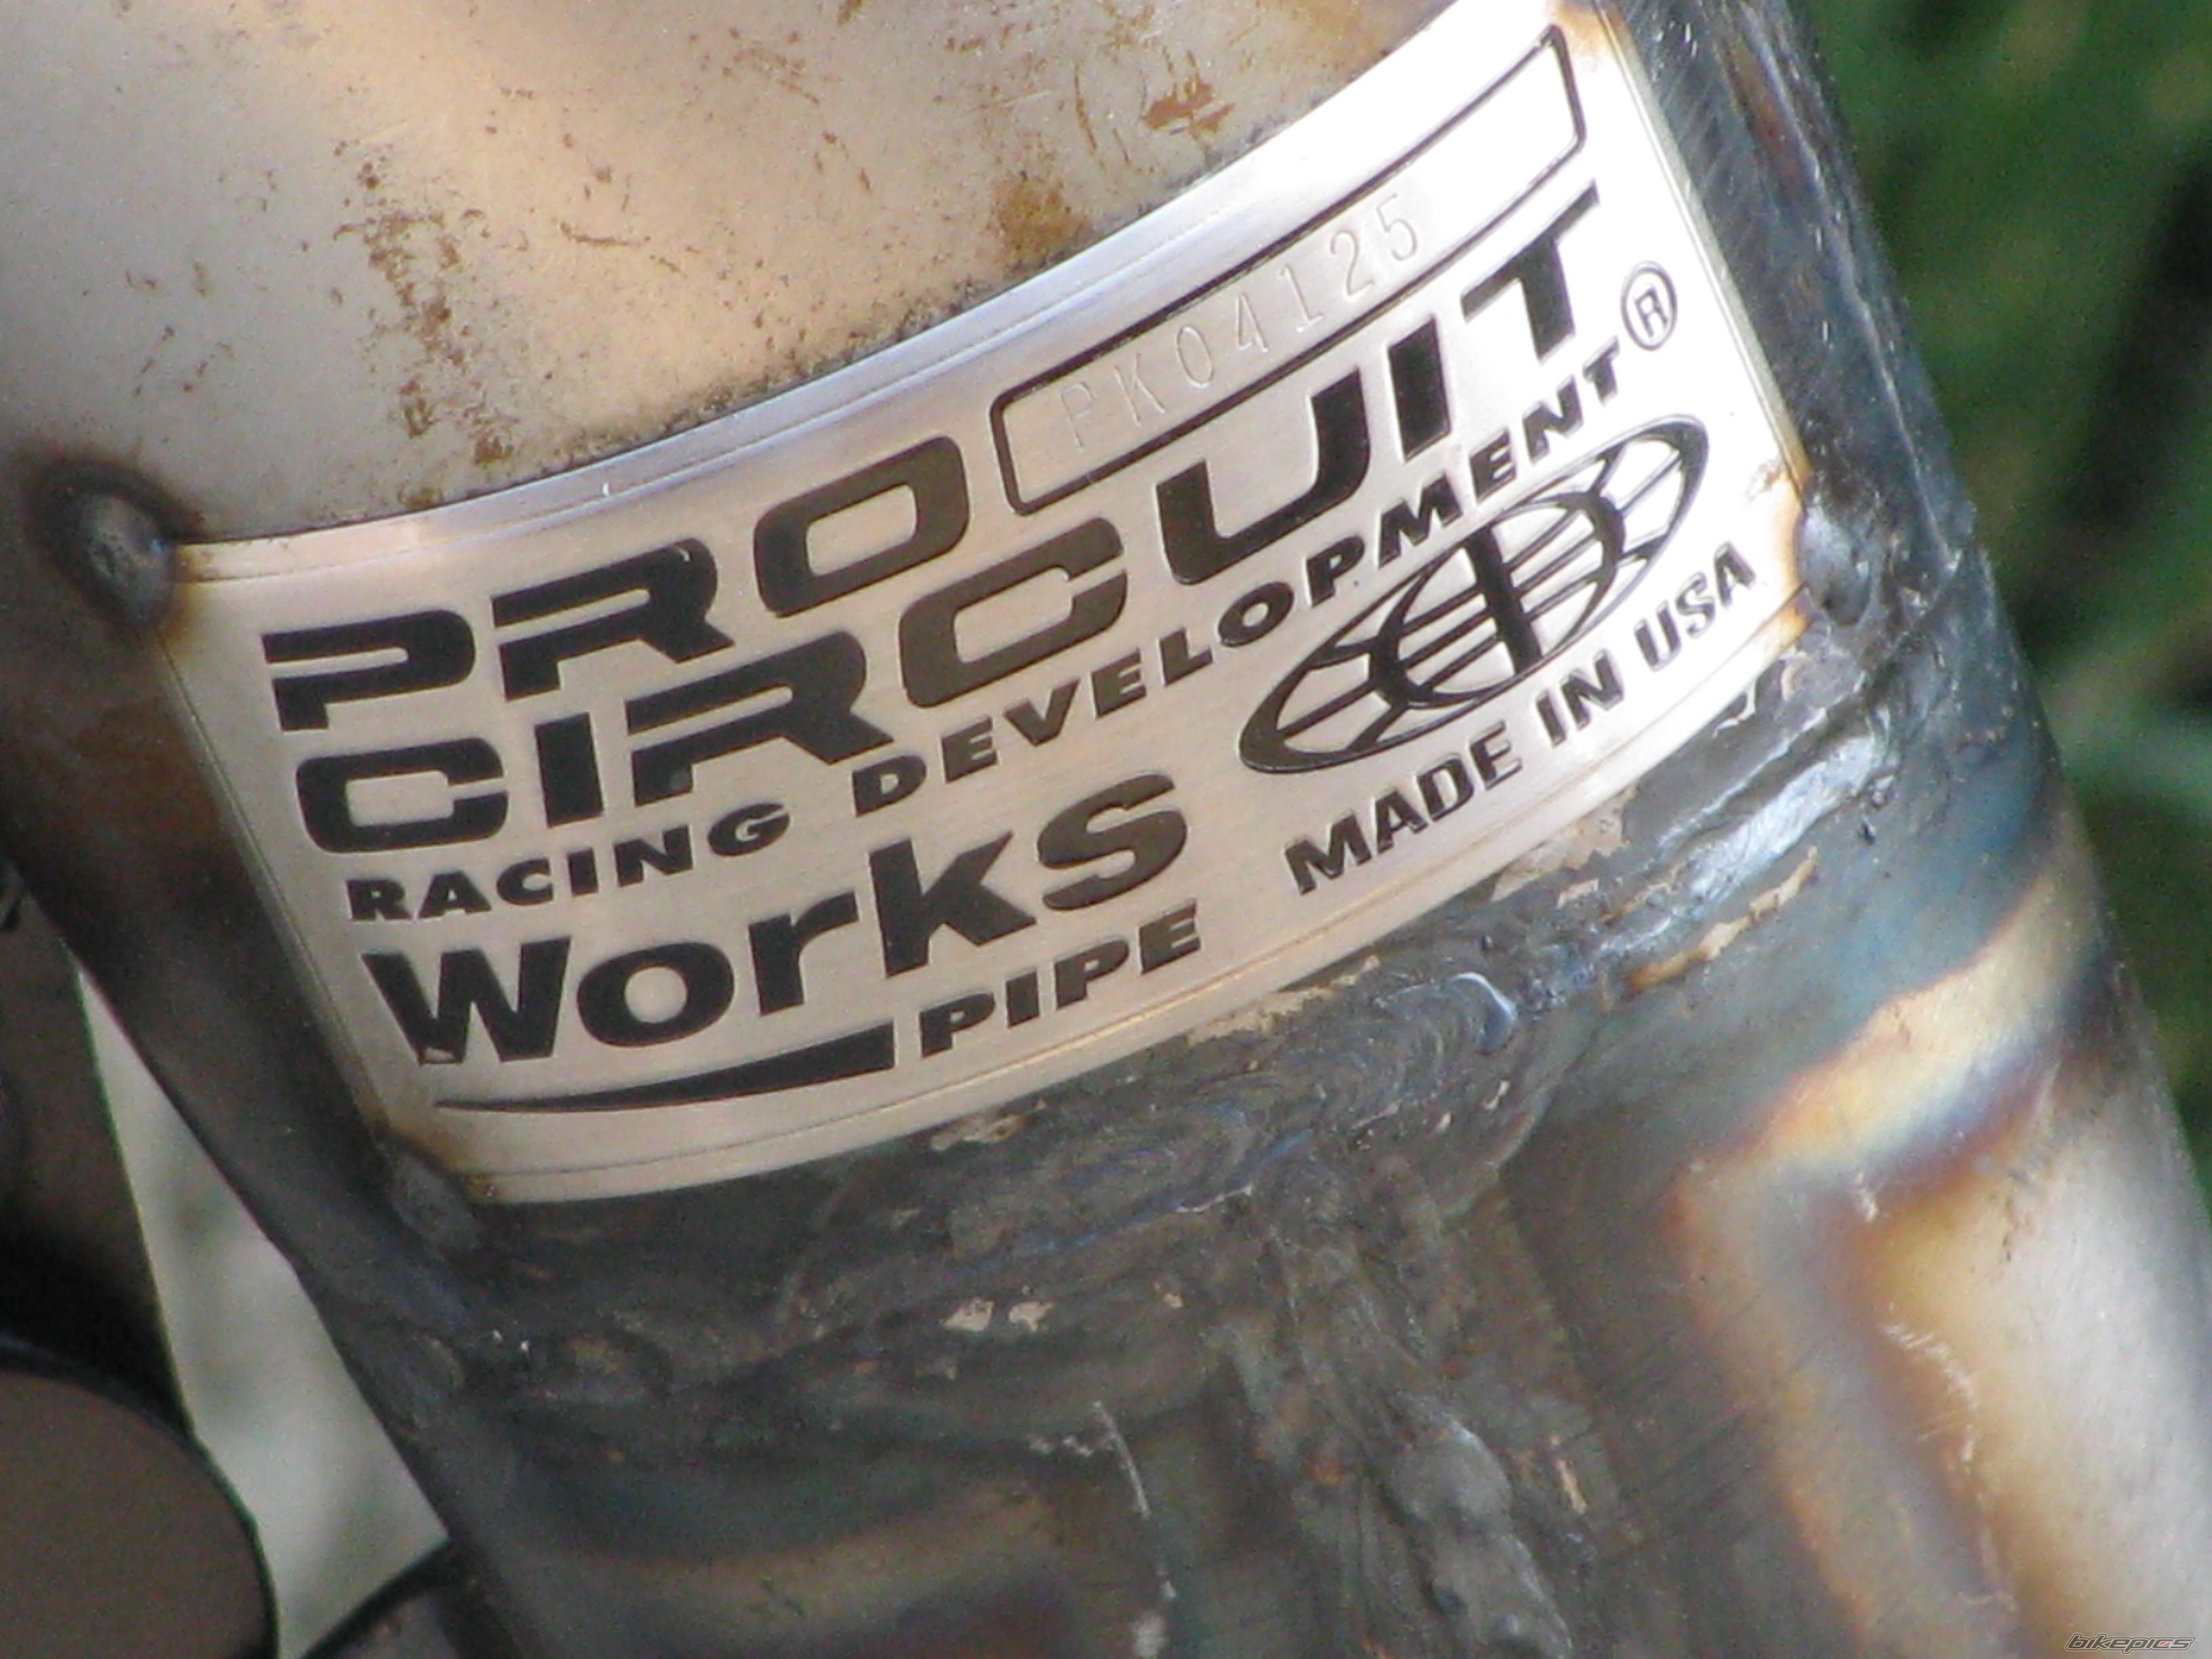 PK04125
PRO
CIRCUIT
RACING DEVELOPMENT®
Works
PIPE
MADE IN USA
bikepics